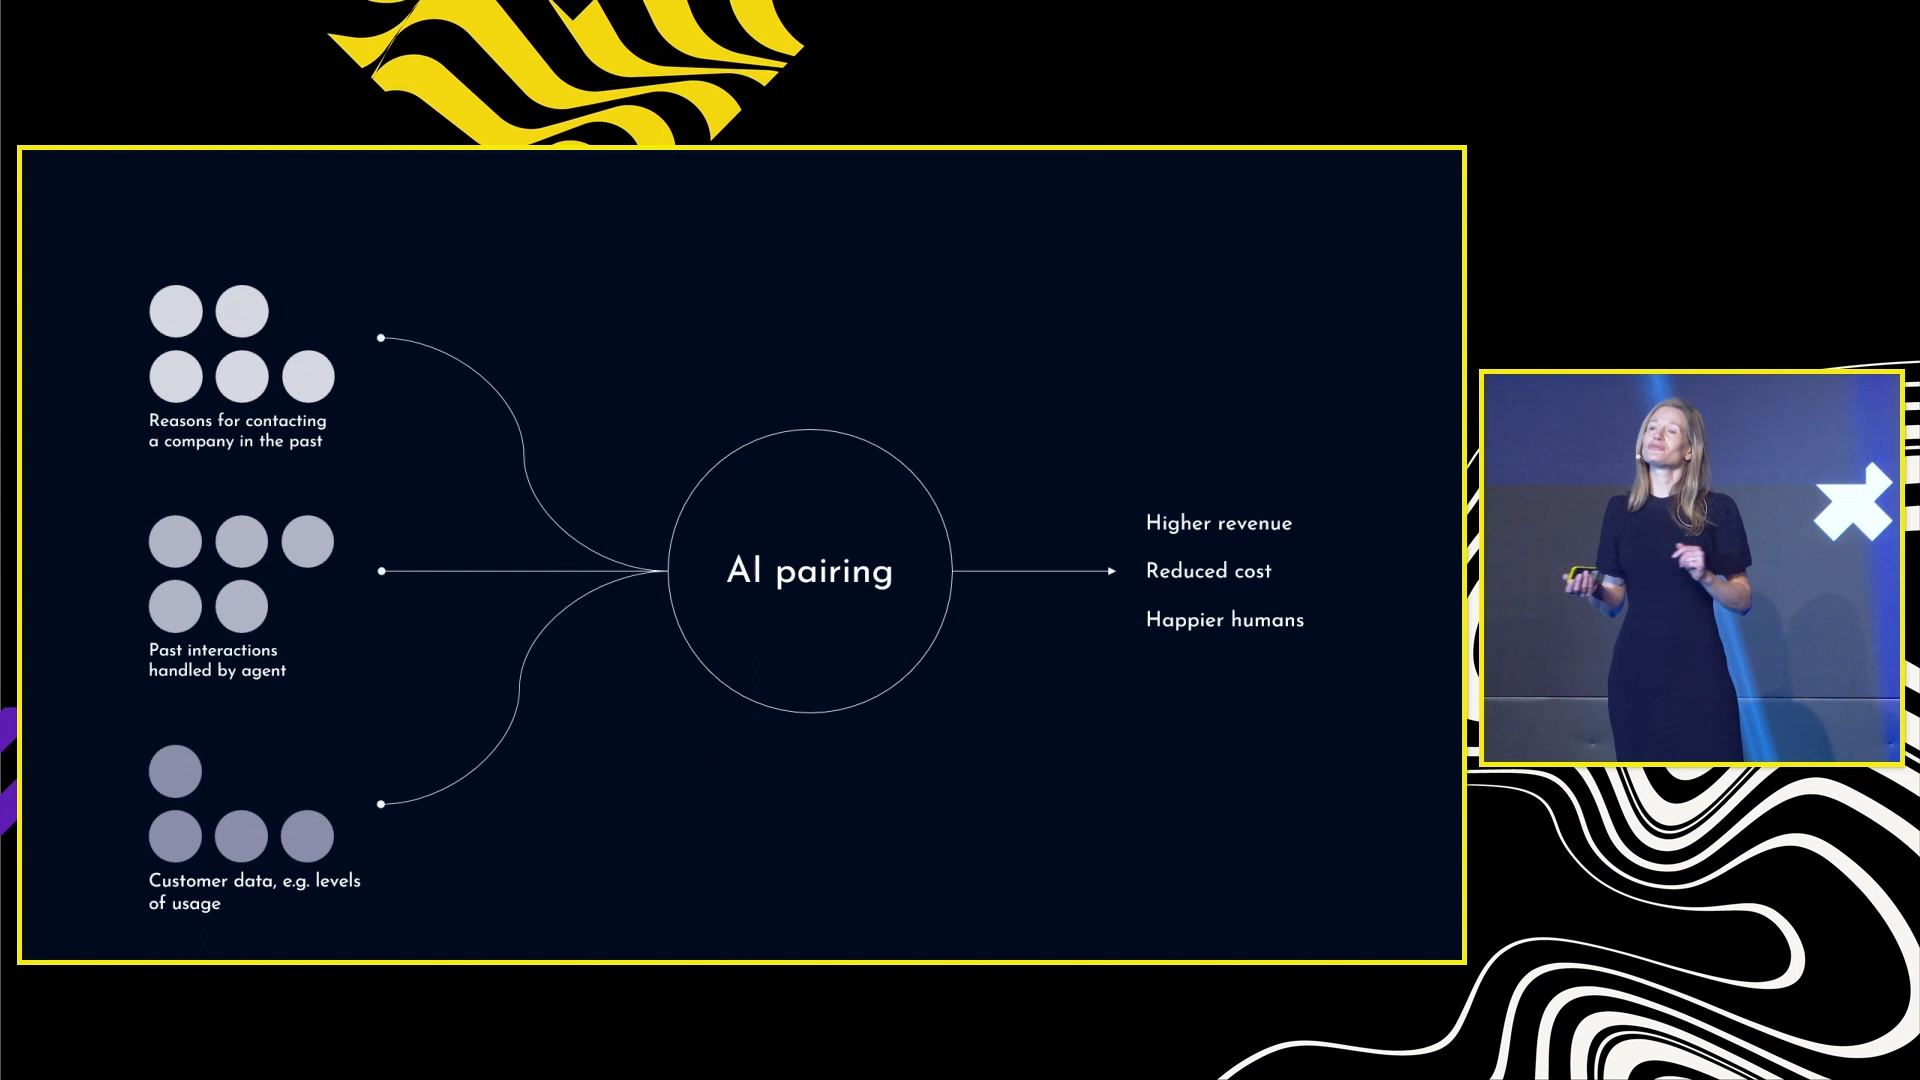 Reasons for contacting
a company in the past
Past interactions
handled by agent
Customer data, e.g. levels
of usage
AI pairing
Higher revenue
Reduced cost
Happier humans